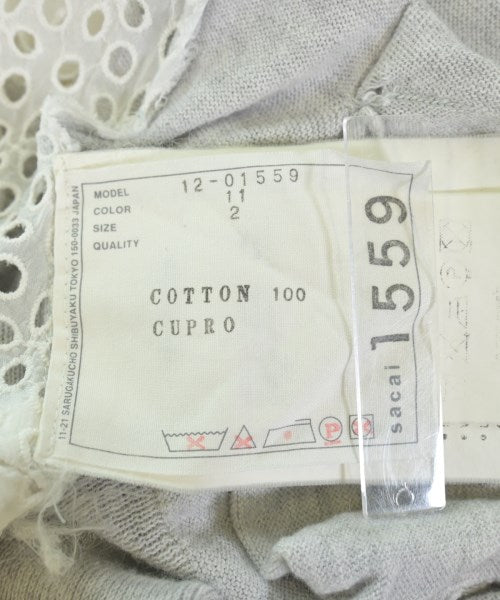 MODEL 12-01559
COLOR 11
SIZE 2
QUALITY
COTTON 100
CUPRO
11-21 SARUGAKUCHO SHIBUYAKU TOKYO 150-0033 JAPAN
P
sacai 1559